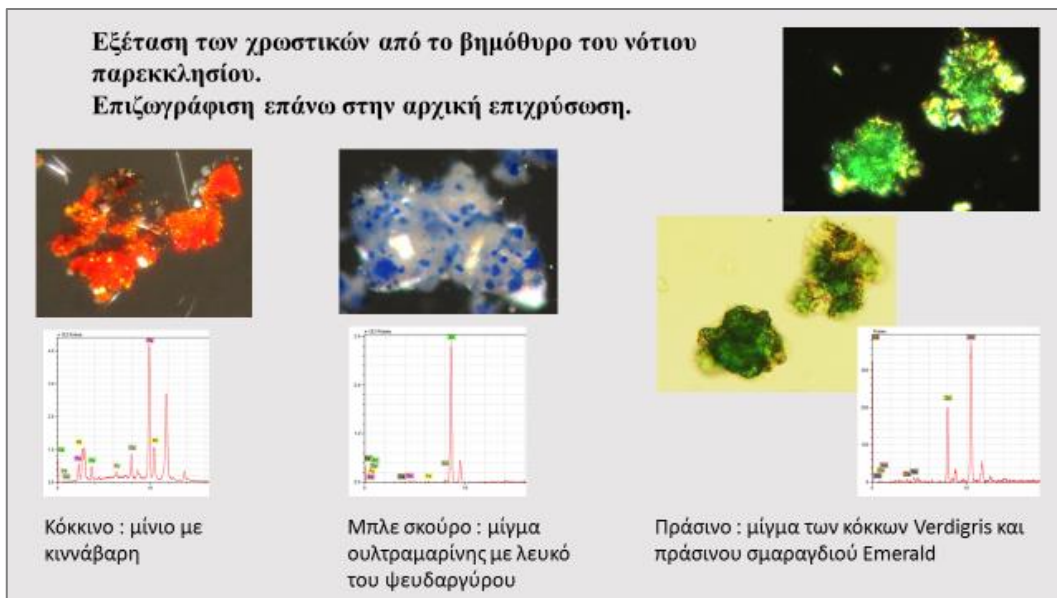 Εξέταση των χρωστικών από το βημόθυρο του νότιου
παρεκκλησίου.
Επιζωγράφιση επάνω στην αρχική επιχρύσωση.
Κόκκινο : μίνιο με
κιννάβαρη
Μπλε σκούρο : μίγμα
ουλτραμαρίνης με λευκό
του ψευδαργύρου
Πράσινο : μίγμα των κόκκων Verdigris και
πράσινου σμαραγδιού Emerald